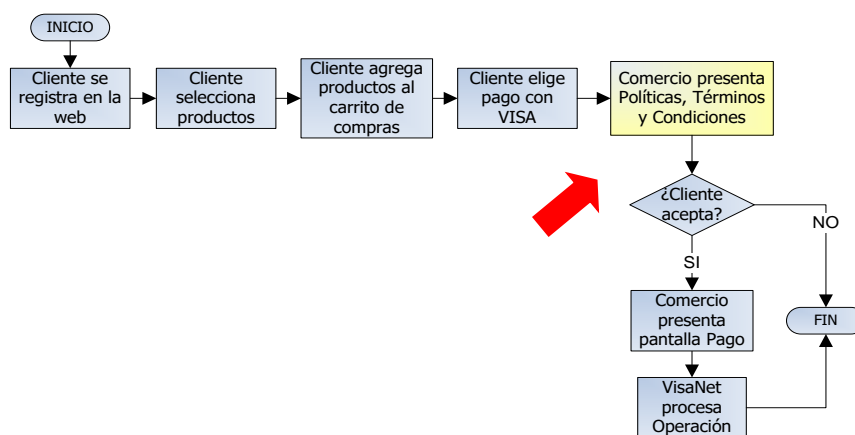 INICIO
Cliente se
registra en la
web
Cliente
selecciona
productos
Cliente agrega
productos al
carrito de
compras
Cliente elige
pago con
VISA
Comercio presenta
Políticas, Términos
y Condiciones
¿Cliente
acepta?
NO
SI
Comercio
presenta
pantalla Pago
FIN
VisaNet
procesa
Operación